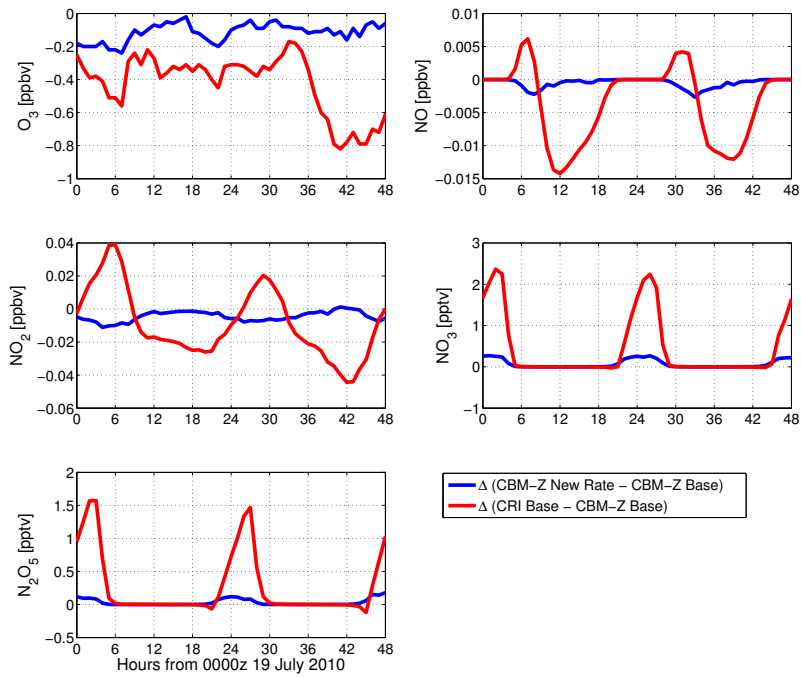 O3 [ppbv]
0
−0.2
−0.4
−0.6
−0.8
−1
0 6 12 18 24 30 36 42 48
NO [ppbv]
0.01
0.005
0
−0.005
−0.01
−0.015
0 6 12 18 24 30 36 42 48
NO2 [ppbv]
0.04
0.02
0
−0.02
−0.04
−0.06
0 6 12 18 24 30 36 42 48
NO3 [pptv]
3
2
1
0
−1
0 6 12 18 24 30 36 42 48
N2O5 [pptv]
2
1.5
1
0.5
0
−0.5
0 6 12 18 24 30 36 42 48
Hours from 0000z 19 July 2010
Δ (CBM−Z New Rate − CBM−Z Base)
Δ (CRI Base − CBM−Z Base)